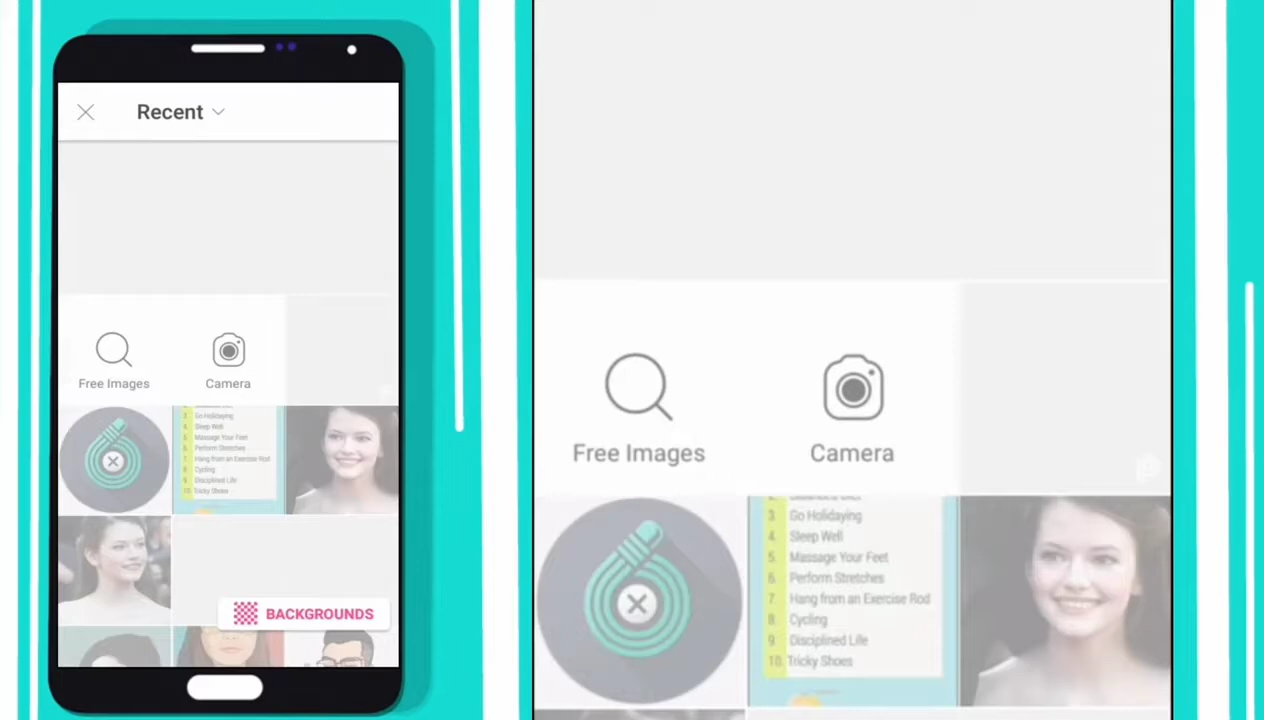 Recent
Free Images
Camera
3. Go Holidaying
4. Sleep Well
5. Massage Your Feet
6. Perform Stretches
7. Hang from an Exercise Rod
8. Cycling
9. Disciplined Life
10. Tricky Shoes
BACKGROUNDS
Free Images
Camera
3. Go Holidaying
4. Sleep Well
5. Massage Your Feet
6. Perform Stretches
7. Hang from an Exercise Rod
8. Cycling
9. Disciplined Life
10. Tricky Shoes